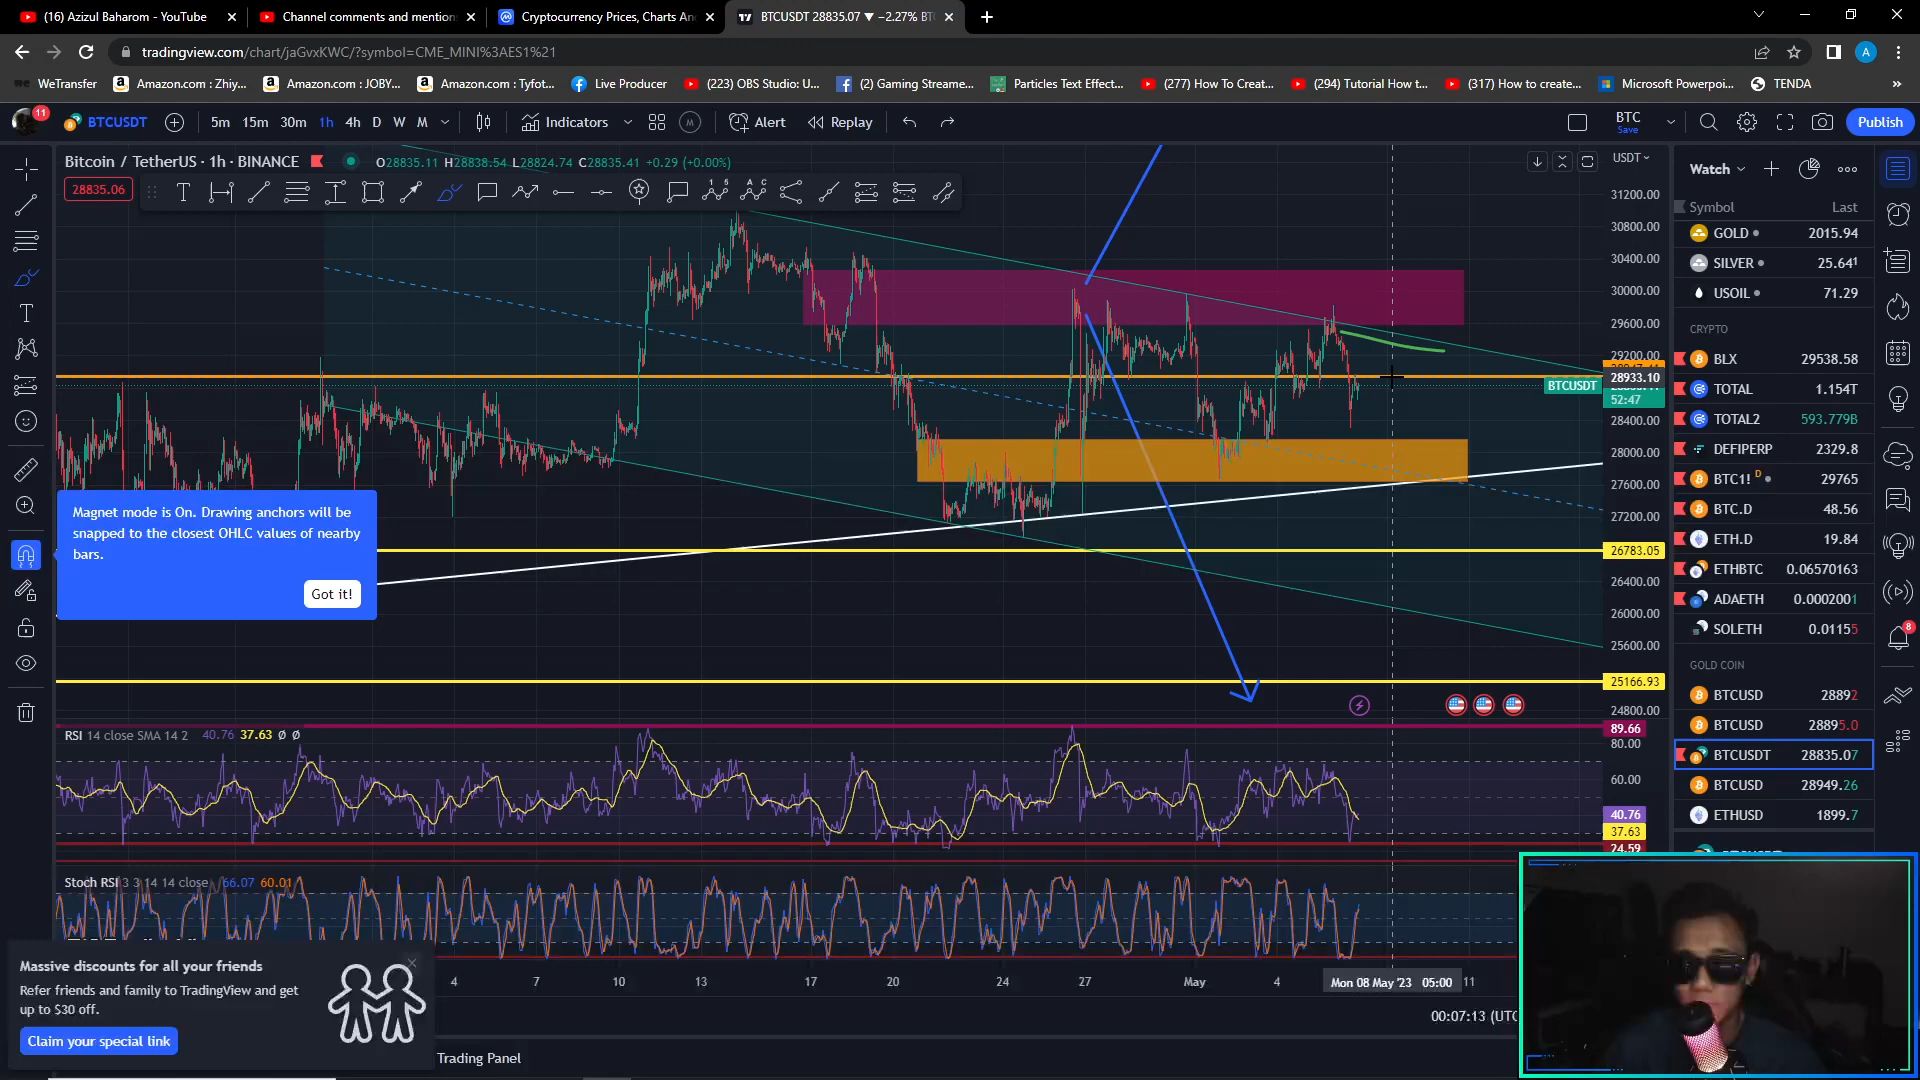 (16) Azizul Baharom - YouTube
Channel comments and mention
Cryptocurrency Prices, Charts An
BTCUSDT 28835.07 ▼ −2.27% BT
tradingview.com/chart/jaGvxKWC/?symbol=CME_MINI%3AES1%21
A
WeTransfer
Amazon.com : Zhiy...
Amazon.com : JOBY...
Amazon.com : Tyfot...
Live Producer
(223) OBS Studio: U...
(2) Gaming Streame...
Particles Text Effect...
(277) How To Creat...
(294) Tutorial How t...
(317) How to create...
Microsoft Powerpoi...
TENDA
»
11
BTCUSDT
5m 15m 30m 1h 4h D W M
Indicators
Alert
Replay
BTC
Save
Publish
Bitcoin / TetherUS · 1h · BINANCE
O28835.11 H28838.54 L28824.74 C28835.41 +0.29 (+0.00%)
28835.06
USDT
31200.00
30800.00
30400.00
30000.00
29600.00
29200.00
28933.10
BTCUSDT
52:47
28400.00
28000.00
27600.00
27200.00
26783.05
26400.00
26000.00
25600.00
25166.93
24800.00
Magnet mode is On. Drawing anchors will be
snapped to the closest OHLC values of nearby
bars.
Got it!
RSI 14 close SMA 14 2 40.76 37.63 Ø Ø
89.66
80.00
60.00
40.76
37.63
24.59
Stoch RSI 3 3 14 14 close 66.07 60.01
4 7 10 13 17 20 24 27 May 4 Mon 08 May '23 05:00 11
00:07:13 (UTC
Massive discounts for all your friends
Refer friends and family to TradingView and get
up to $30 off.
Claim your special link
Trading Panel
Watch
Symbol Last
GOLD 2015.94
SILVER 25.641
USOIL 71.29
CRYPTO
BLX 29538.58
TOTAL 1.154T
TOTAL2 593.779B
DEFIPERP 2329.8
BTC1! D 29765
BTC.D 48.56
ETH.D 19.84
ETHBTC 0.06570163
ADAETH 0.0002001
SOLETH 0.01155
GOLD COIN
BTCUSD 28892
BTCUSD 28895.0
BTCUSDT 28835.07
BTCUSD 28949.26
ETHUSD 1899.7
8